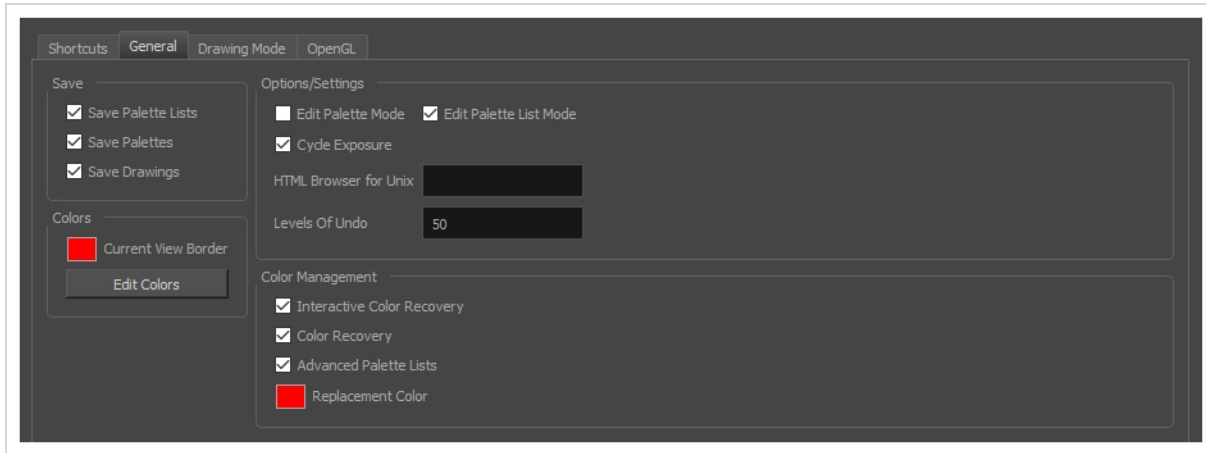 Shortcuts General Drawing Mode OpenGL
Save
Save Palette Lists
Save Palettes
Save Drawings
Colors
Current View Border
Edit Colors
Options/Settings
Edit Palette Mode Edit Palette List Mode
Cycle Exposure
HTML Browser for Unix
Levels Of Undo 50
Color Management
Interactive Color Recovery
Color Recovery
Advanced Palette Lists
Replacement Color